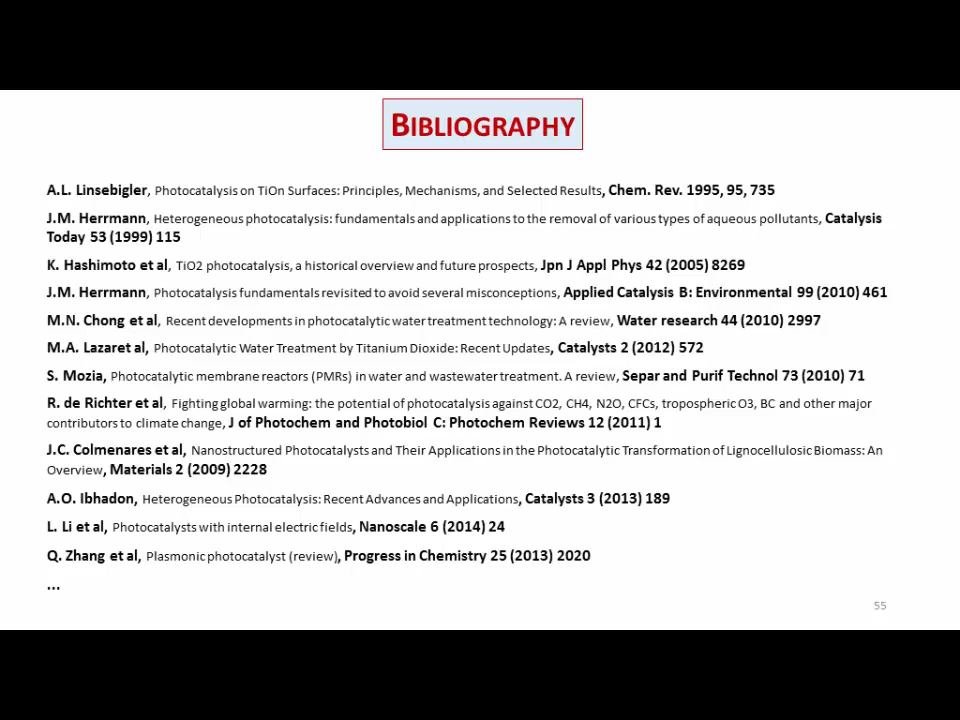 BIBLIOGRAPHY
A.L. Linsebigler, Photocatalysis on TiOn Surfaces: Principles, Mechanisms, and Selected Results, Chem. Rev. 1995, 95, 735
J.M. Herrmann, Heterogeneous photocatalysis: fundamentals and applications to the removal of various types of aqueous pollutants, Catalysis
Today 53 (1999) 115
K. Hashimoto et al, TiO2 photocatalysis, a historical overview and future prospects, Jpn J Appl Phys 42 (2005) 8269
J.M. Herrmann, Photocatalysis fundamentals revisited to avoid several misconceptions, Applied Catalysis B: Environmental 99 (2010) 461
M.N. Chong et al, Recent developments in photocatalytic water treatment technology: A review, Water research 44 (2010) 2997
M.A. Lazaret al, Photocatalytic Water Treatment by Titanium Dioxide: Recent Updates, Catalysts 2 (2012) 572
S. Mozia, Photocatalytic membrane reactors (PMRs) in water and wastewater treatment. A review, Separ and Purif Technol 73 (2010) 71
R. de Richter et al, Fighting global warming: the potential of photocatalysis against CO2, CH4, N2O, CFCs, tropospheric O3, BC and other major
contributors to climate change, J of Photochem and Photobiol C: Photochem Reviews 12 (2011) 1
J.C. Colmenares et al, Nanostructured Photocatalysts and Their Applications in the Photocatalytic Transformation of Lignocellulosic Biomass: An
Overview, Materials 2 (2009) 2228
A.O. Ibhadon, Heterogeneous Photocatalysis: Recent Advances and Applications, Catalysts 3 (2013) 189
L. Li et al, Photocatalysts with internal electric fields, Nanoscale 6 (2014) 24
Q. Zhang et al, Plasmonic photocatalyst (review), Progress in Chemistry 25 (2013) 2020
...
55